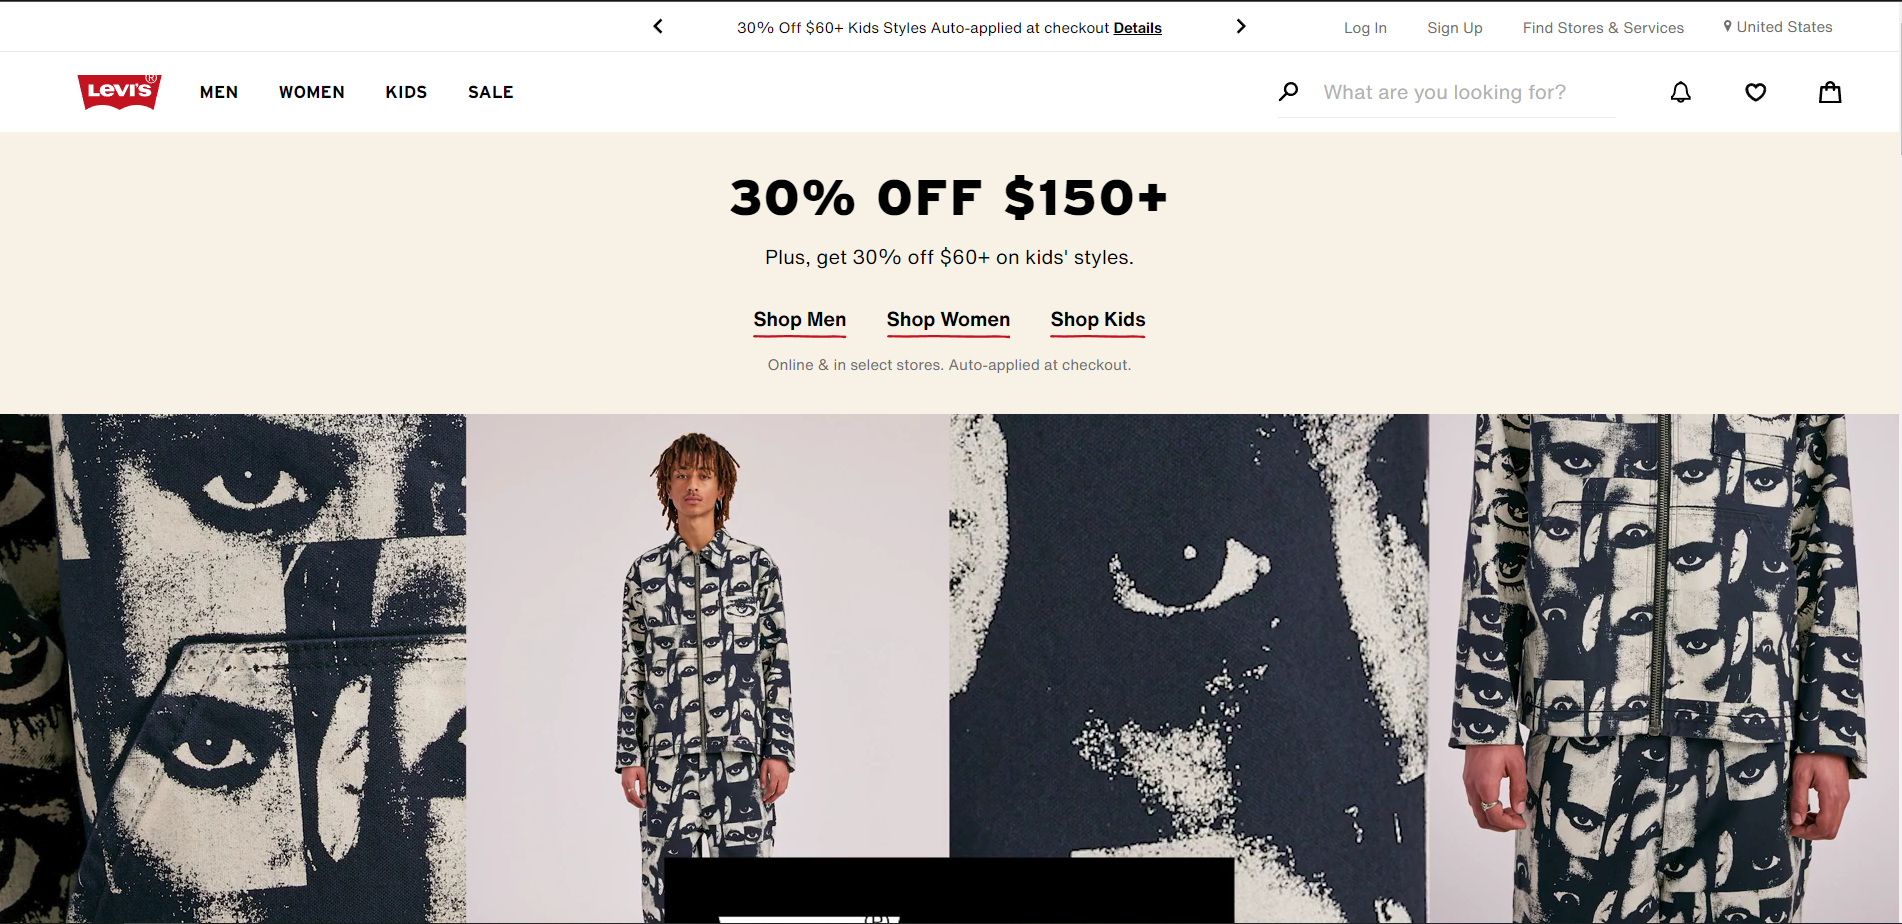 30% Off $60+ Kids Styles Auto-applied at checkout Details
Log In
Sign Up
Find Stores & Services
United States
Levi's®
MEN
WOMEN
KIDS
SALE
What are you looking for?
30% OFF $150+
Plus, get 30% off $60+ on kids' styles.
Shop Men
Shop Women
Shop Kids
Online & in select stores. Auto-applied at checkout.